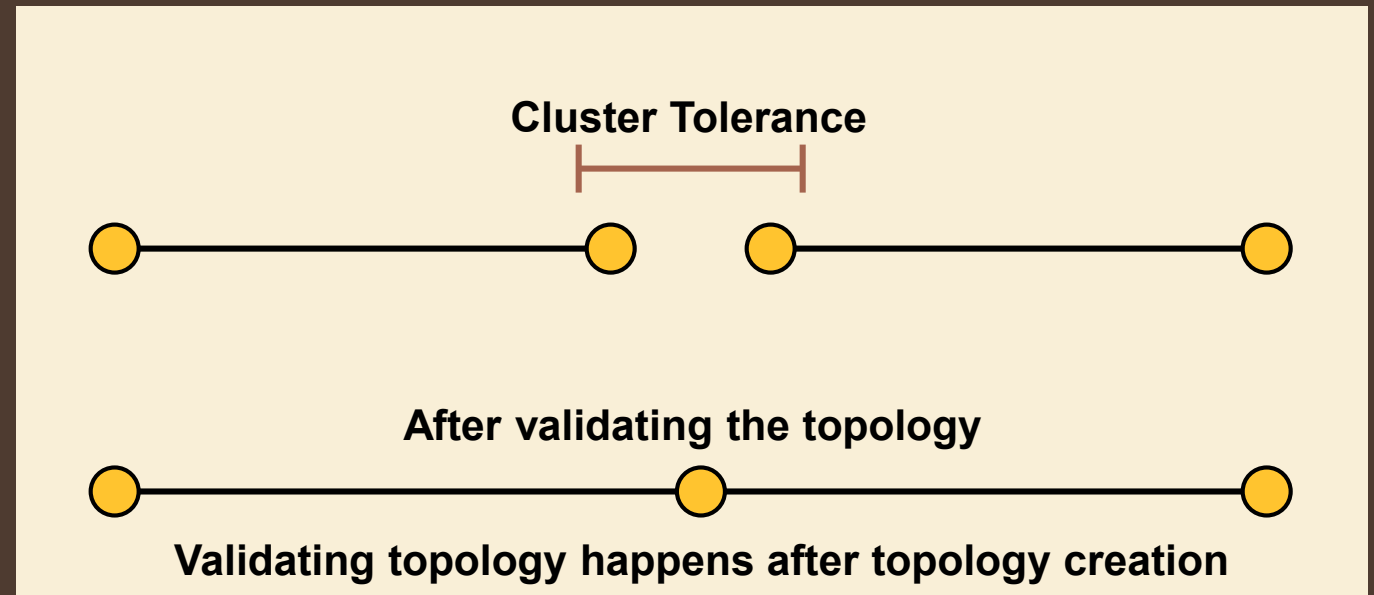 Cluster Tolerance
After validating the topology
Validating topology happens after topology creation